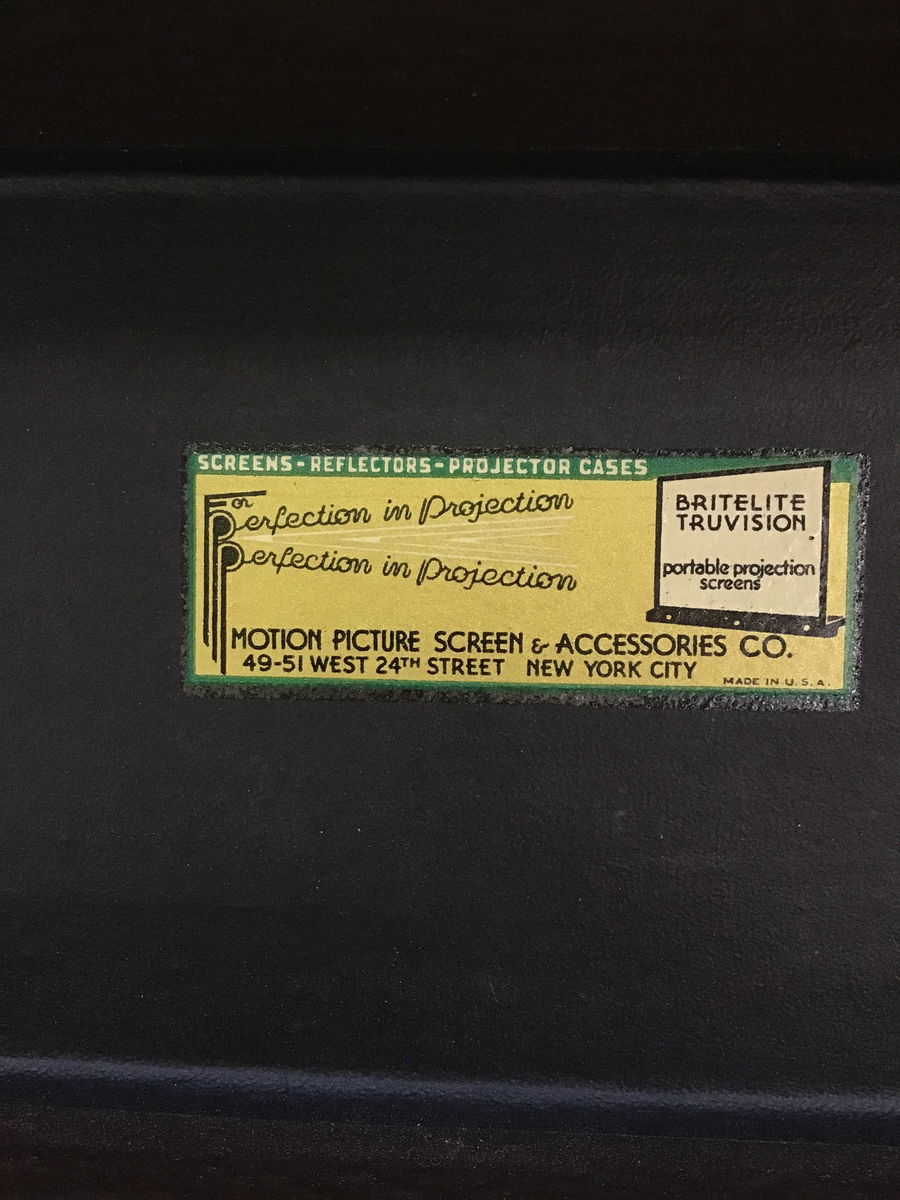 SCREENS - REFLECTORS - PROJECTOR CASES
For
Perfection in Projection
Perfection in Projection
BRITELITE
TRUVISION
portable projection
screens
MOTION PICTURE SCREEN & ACCESSORIES CO.
49-51 WEST 24TH STREET NEW YORK CITY
MADE IN U.S.A.